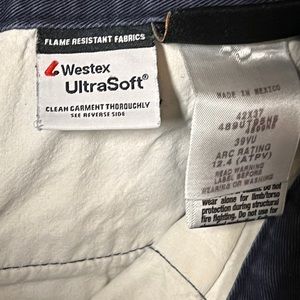 FLAME RESISTANT FABRICS
Westex
UltraSoft®
CLEAN GARMENT THOROUGHLY
SEE REVERSE SIDE
MADE IN MEXICO
42X37
39VU
ARC RATING
12.4 (ATPV)
READ WARNING
LABEL BEFORE
WEARING OR WASHING
wear alone for limb/torso
protection during structural
fire fighting. Do not use for